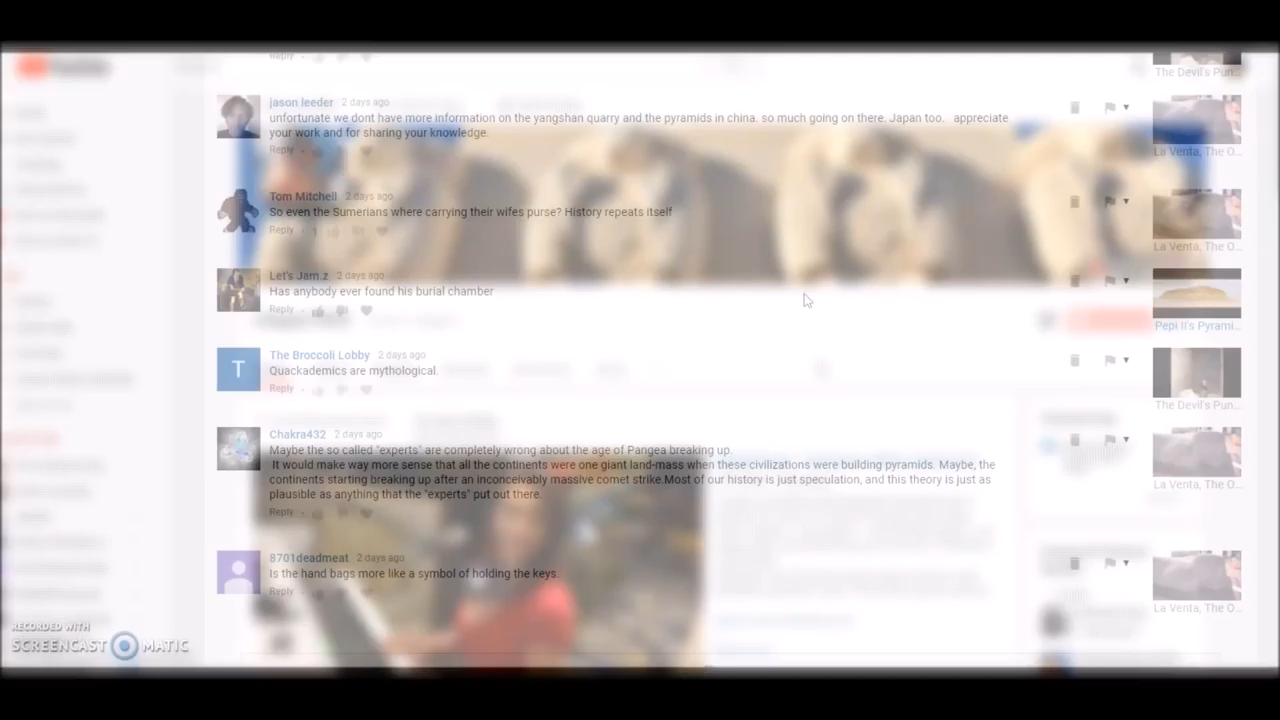 Reply
The Devil's Pun...
jason leeder 2 days ago
unfortunate we dont have more information on the yangshan quarry and the pyramids in china. so much going on there. Japan too. appreciate
your work and for sharing your knowledge.
Reply
La Venta, The O...
Tom Mitchell 2 days ago
So even the Sumerians where carrying their wifes purse? History repeats itself
Reply 1
La Venta, The O...
Let's Jam.z 2 days ago
Has anybody ever found his burial chamber
Reply
Pepi II's Pyrami...
T
The Broccoli Lobby 2 days ago
Quackademics are mythological.
Reply
The Devil's Pun...
Chakra432 2 days ago
Maybe the so called "experts" are completely wrong about the age of Pangea breaking up.
It would make way more sense that all the continents were one giant land-mass when these civilizations were building pyramids. Maybe, the
continents starting breaking up after an inconceivably massive comet strike.Most of our history is just speculation, and this theory is just as
plausible as anything that the "experts" put out there.
Reply
La Venta, The O...
8701deadmeat 2 days ago
Is the hand bags more like a symbol of holding the keys.
Reply
La Venta, The O...
RECORDED WITH
SCREENCAST MATIC